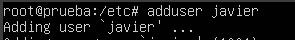 root@prueba:/etc# adduser javier
Adding user `javier' ...